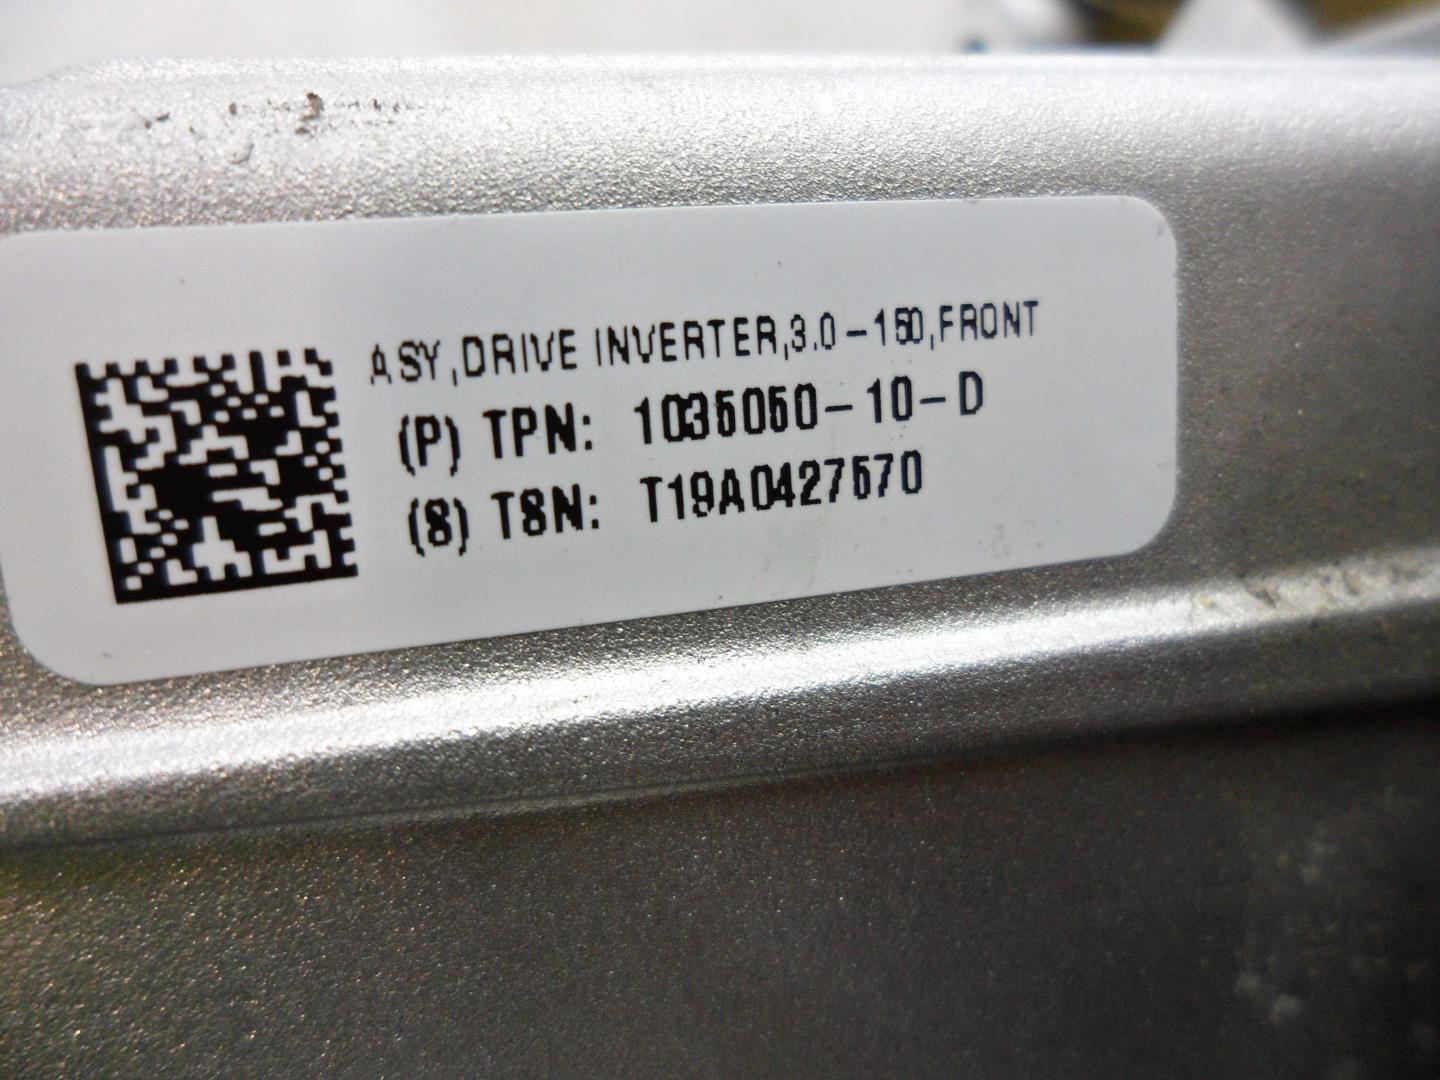 ASY,DRIVE INVERTER,3.0-150,FRONT
(P) TPN: 1035050-10-D
(S) TSN: T19A0427570